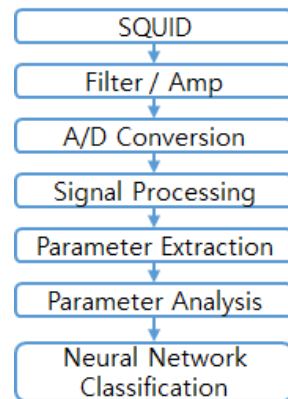 SQUID
Filter / Amp
A/D Conversion
Signal Processing
Parameter Extraction
Parameter Analysis
Neural Network
Classification